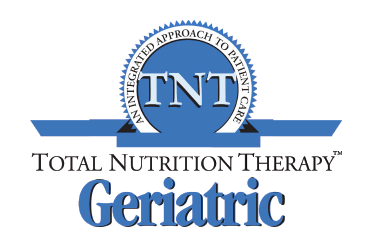 AN INTEGRATED APPROACH TO PATIENT CARE
TNT
TOTAL NUTRITION THERAPY™
Geriatric